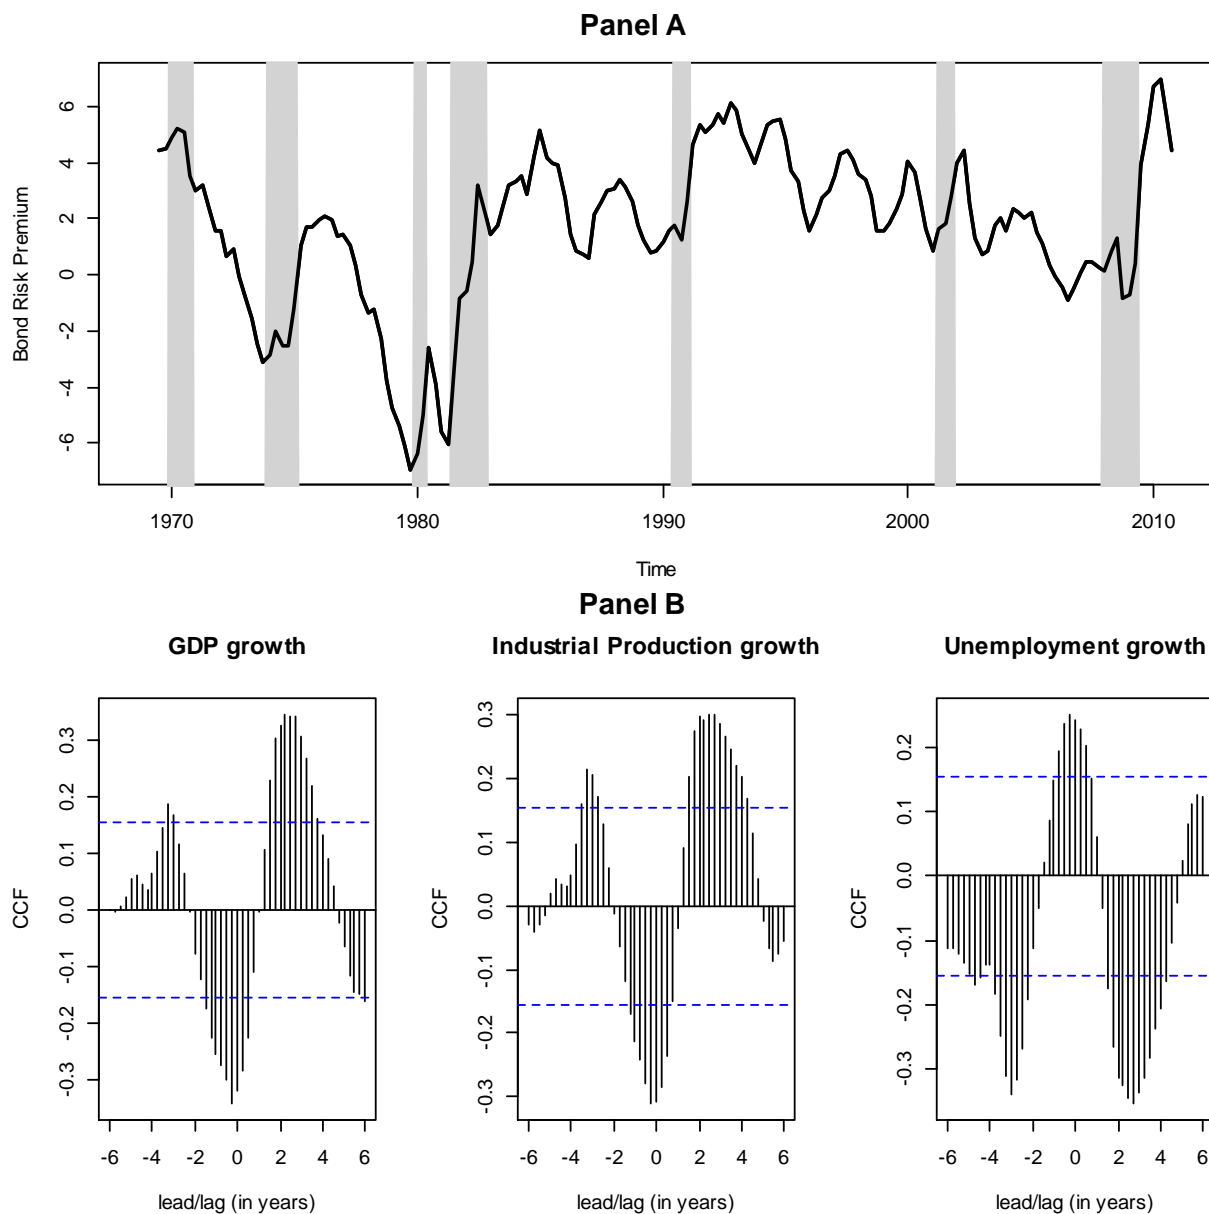 Panel A
Bond Risk Premium
6
4
2
0
-2
-4
-6
1970 1980 1990 2000 2010
Time
Panel B
GDP growth
CCF
0.3
0.2
0.1
0.0
-0.1
-0.2
-0.3
-6 -4 -2 0 2 4 6
lead/lag (in years)
Industrial Production growth
CCF
0.3
0.2
0.1
0.0
-0.1
-0.2
-0.3
-6 -4 -2 0 2 4 6
lead/lag (in years)
Unemployment growth
CCF
0.2
0.1
0.0
-0.1
-0.2
-0.3
-6 -4 -2 0 2 4 6
lead/lag (in years)